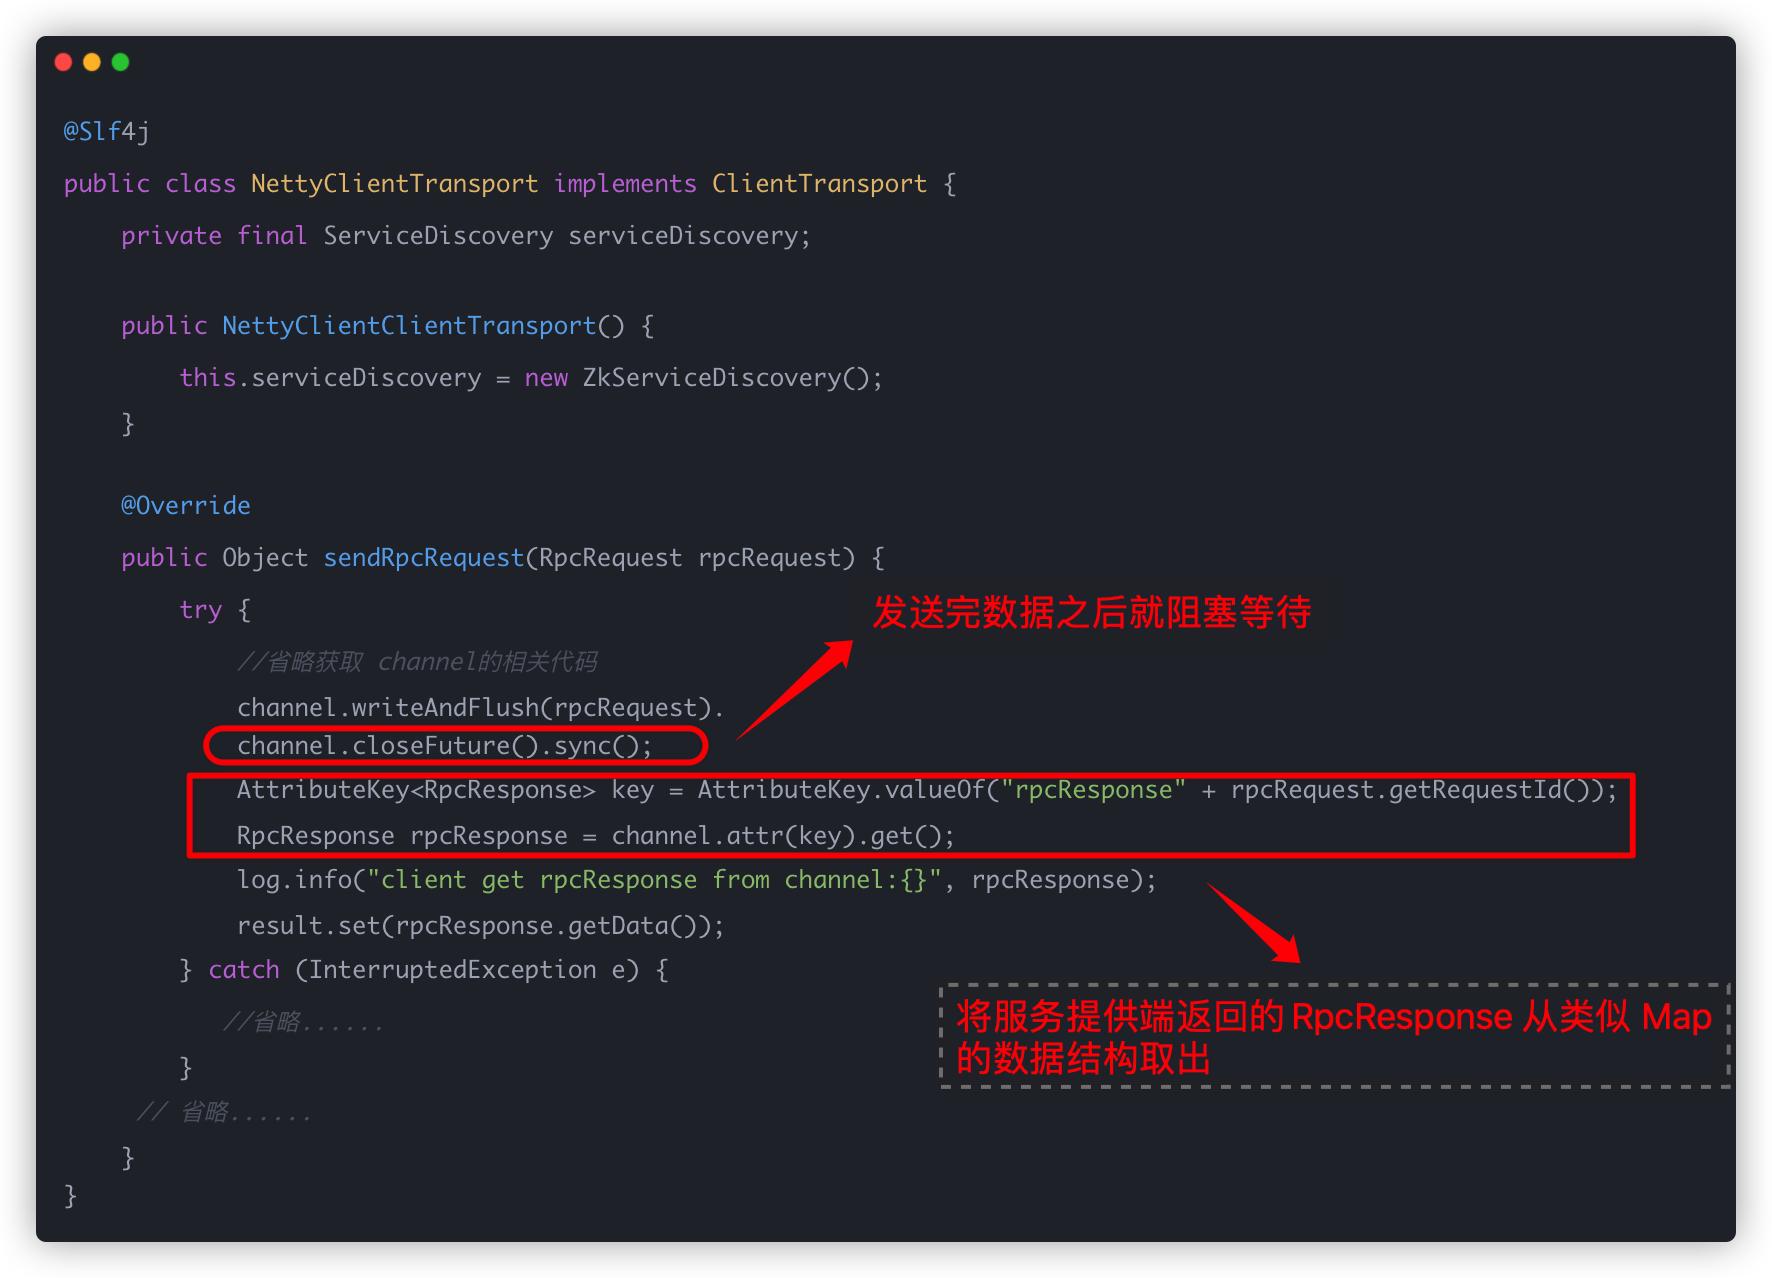 @Slf4j
public class NettyClientTransport implements ClientTransport {
private final ServiceDiscovery serviceDiscovery;
public NettyClientClientTransport() {
this.serviceDiscovery = new ZkServiceDiscovery();
}
@Override
public Object sendRpcRequest(RpcRequest rpcRequest) {
try {
发送完数据之后就阻塞等待
//省略获取 channel的相关代码
channel.writeAndFlush(rpcRequest).
channel.closeFuture().sync();
AttributeKey<RpcResponse> key = AttributeKey.valueOf("rpcResponse" + rpcRequest.getRequestId());
RpcResponse rpcResponse = channel.attr(key).get();
log.info("client get rpcResponse from channel:{}", rpcResponse);
result.set(rpcResponse.getData());
} catch (InterruptedException e) {
将服务提供端返回的 RpcResponse 从类似 Map
的数据结构取出
//省略......
}
// 省略......
}
}